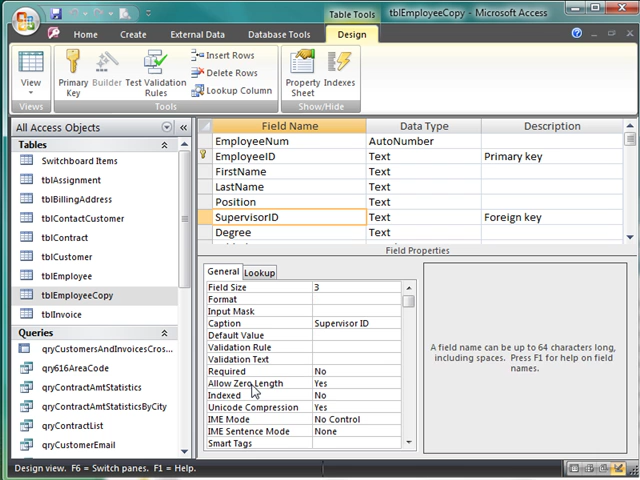 Table Tools
tblEmployeeCopy - Microsoft Access
Home
Create
External Data
Database Tools
Design
View
Primary Key
Builder
Test Validation Rules
Insert Rows
Delete Rows
Lookup Column
Property Sheet
Indexes
Views
Tools
Show/Hide
All Access Objects
Tables
Switchboard Items
tblAssignment
tblBillingAddress
tblContactCustomer
tblContract
tblCustomer
tblEmployee
tblEmployeeCopy
tblInvoice
Queries
qryCustomersAndInvoicesCros...
qry616AreaCode
qryContractAmtStatistics
qryContractAmtStatisticsByCity
qryContractList
qryCustomerEmail
Field Name Data Type Description
EmployeeNum AutoNumber
EmployeeID Text Primary key
FirstName Text
LastName Text
Position Text
SupervisorID Text Foreign key
Degree Text
Field Properties
General Lookup
Field Size 3
Format
Input Mask
Caption Supervisor ID
Default Value
Validation Rule
Validation Text
Required No
Allow Zero Length Yes
Indexed No
Unicode Compression Yes
IME Mode No Control
IME Sentence Mode None
Smart Tags
A field name can be up to 64 characters long,
including spaces. Press F1 for help on field
names.
Design view. F6 = Switch panes. F1 = Help.